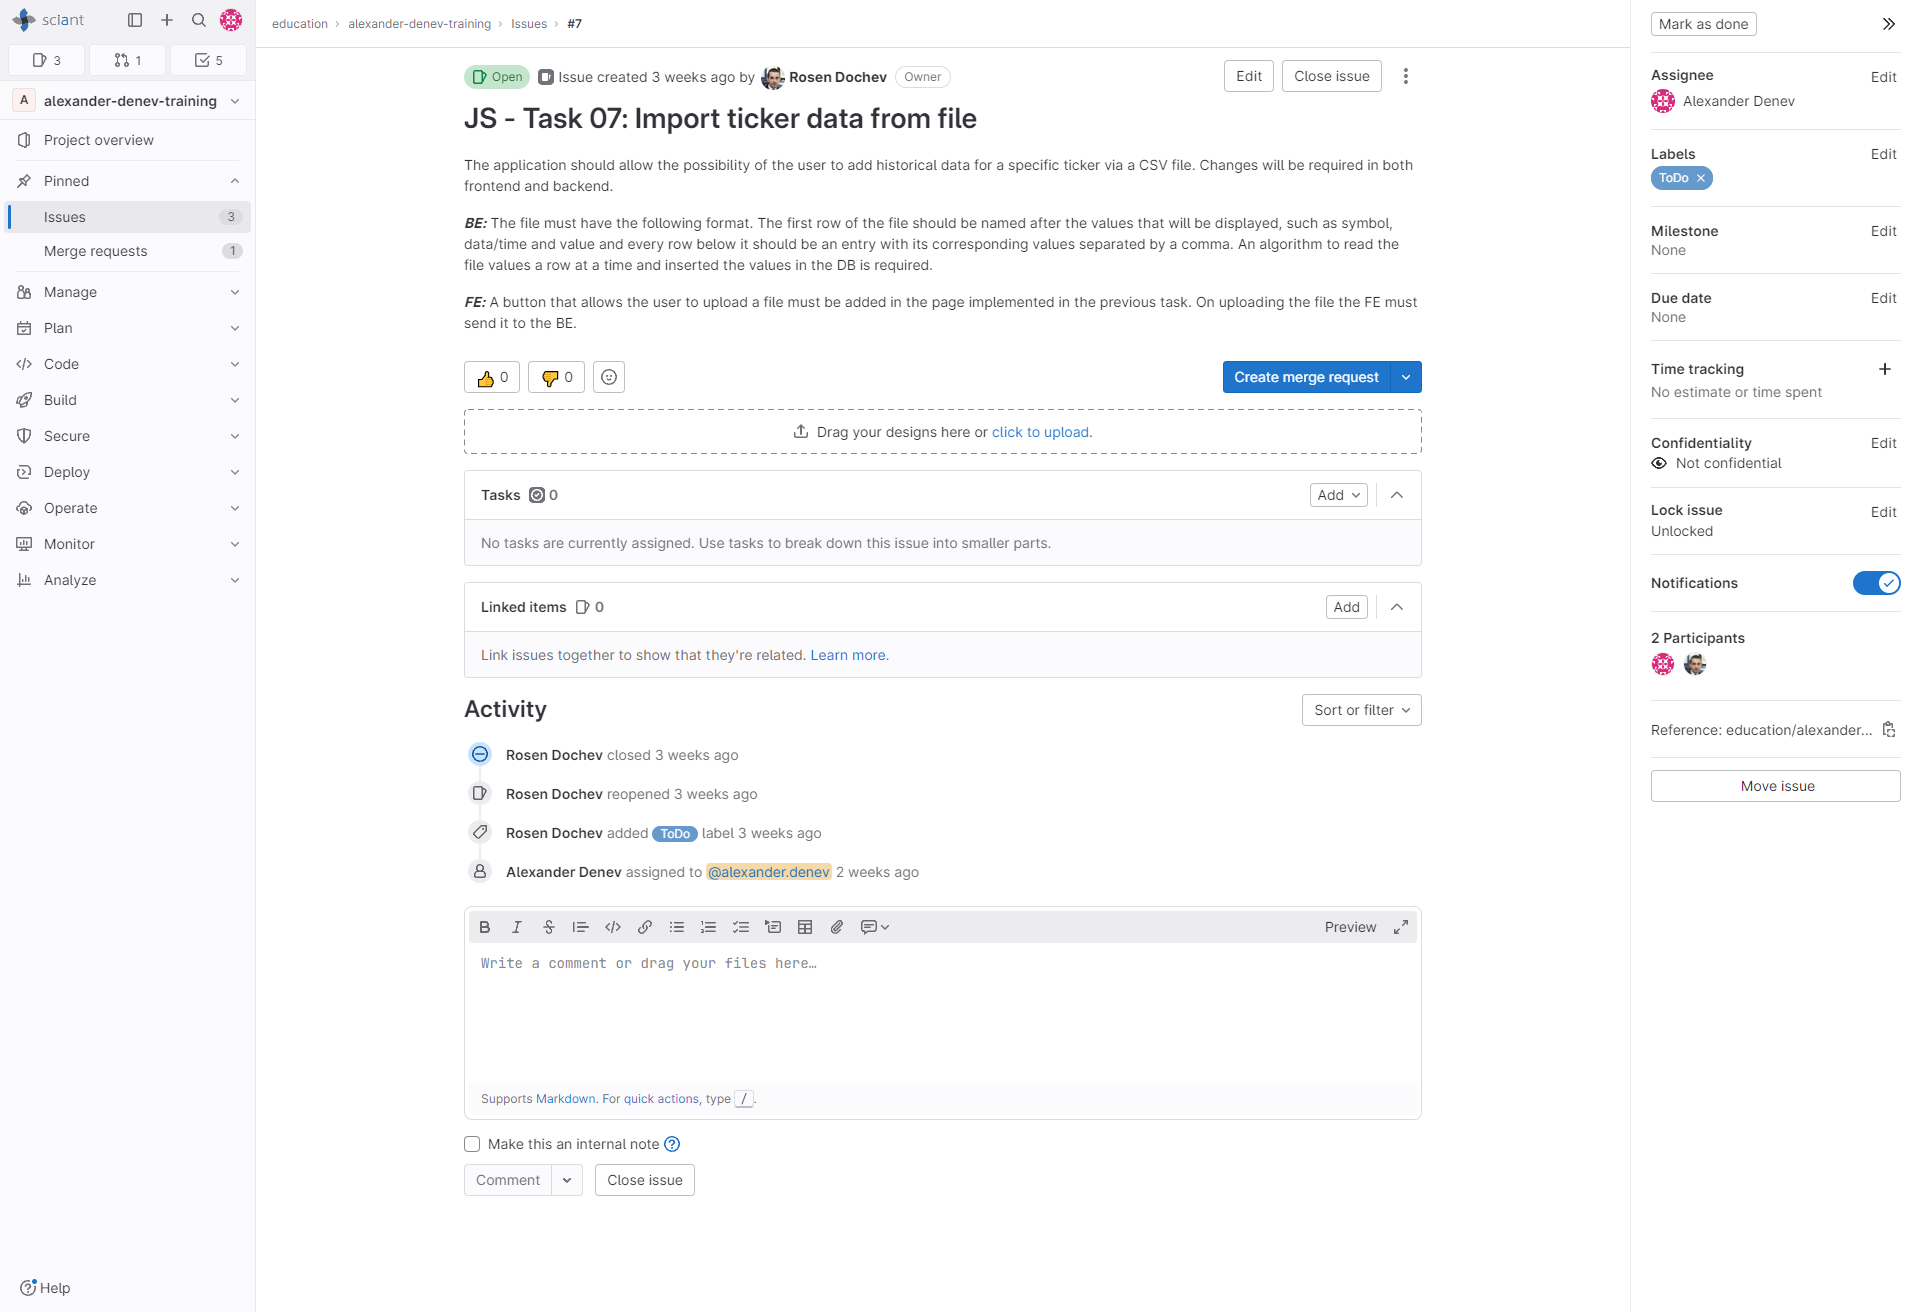 sciant
3
1
5
A alexander-denev-training
Project overview
Pinned
Issues 3
Merge requests 1
Manage
Plan
Code
Build
Secure
Deploy
Operate
Monitor
Analyze
Help
education › alexander-denev-training › Issues › #7
Open Issue created 3 weeks ago by Rosen Dochev Owner
Edit Close issue
JS - Task 07: Import ticker data from file
The application should allow the possibility of the user to add historical data for a specific ticker via a CSV file. Changes will be required in both
frontend and backend.
BE: The file must have the following format. The first row of the file should be named after the values that will be displayed, such as symbol,
data/time and value and every row below it should be an entry with its corresponding values separated by a comma. An algorithm to read the
file values a row at a time and inserted the values in the DB is required.
FE: A button that allows the user to upload a file must be added in the page implemented in the previous task. On uploading the file the FE must
send it to the BE.
0 0 Create merge request
Drag your designs here or click to upload.
Tasks 0 Add
No tasks are currently assigned. Use tasks to break down this issue into smaller parts.
Linked items 0 Add
Link issues together to show that they're related. Learn more.
Activity Sort or filter
Rosen Dochev closed 3 weeks ago
Rosen Dochev reopened 3 weeks ago
Rosen Dochev added ToDo label 3 weeks ago
Alexander Denev assigned to @alexander.denev 2 weeks ago
Preview
Write a comment or drag your files here…
Supports Markdown. For quick actions, type /.
Make this an internal note
Comment Close issue
Mark as done
Assignee Edit
Alexander Denev
Labels Edit
ToDo ×
Milestone Edit
None
Due date Edit
None
Time tracking +
No estimate or time spent
Confidentiality Edit
Not confidential
Lock issue Edit
Unlocked
Notifications
2 Participants
Reference: education/alexander...
Move issue